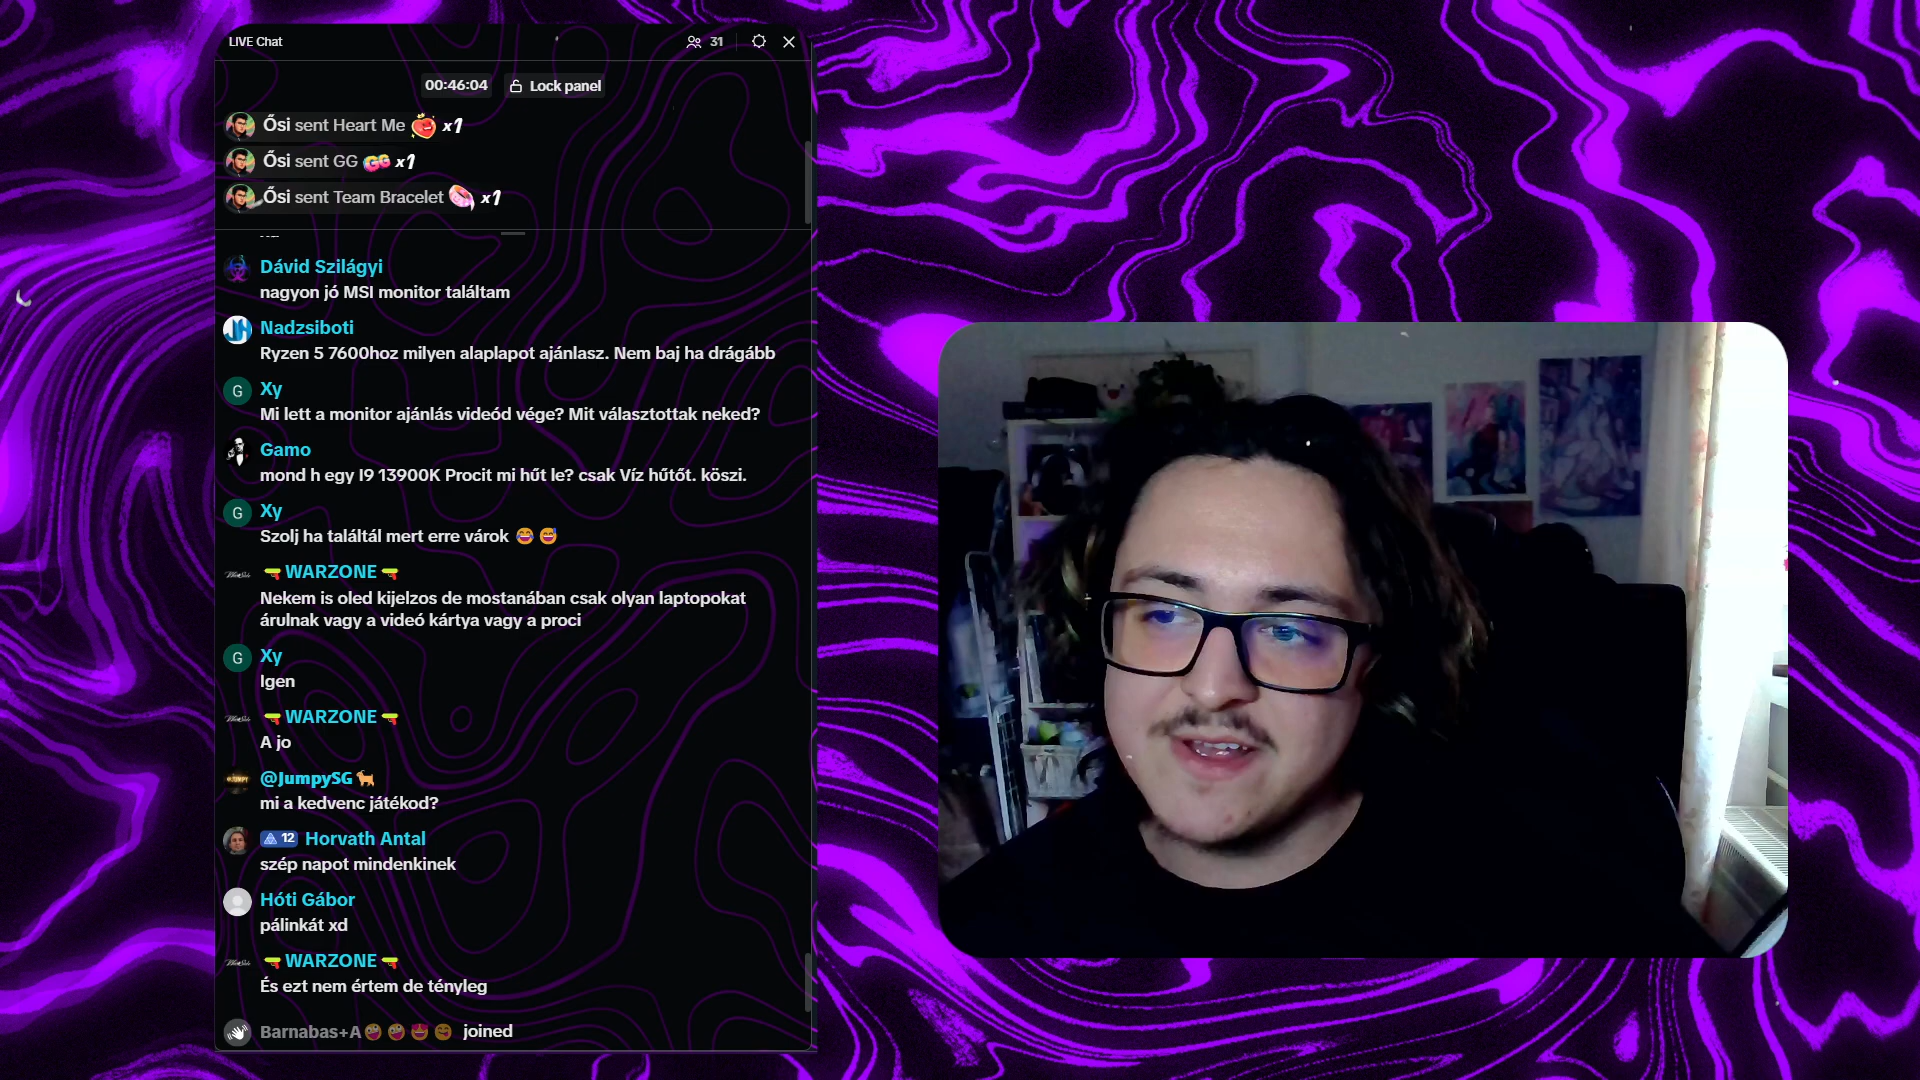 LIVE Chat
31
00:46:04
Lock panel
Ősi sent Heart Me x1
Ősi sent GG GG x1
Ősi sent Team Bracelet x1
Dávid Szilágyi
nagyon jó MSI monitor találtam
Nadzsiboti
Ryzen 5 7600hoz milyen alaplapot ajánlasz. Nem baj ha drágább
G
Xy
Mi lett a monitor ajánlás videód vége? Mit választottak neked?
Gamo
mond h egy I9 13900K Procit mi hűt le? csak Víz hűtőt. köszi.
G
Xy
Szolj ha találtál mert erre várok 😂 😅
🔫 WARZONE 🔫
Nekem is oled kijelzos de mostanában csak olyan laptopokat
árulnak vagy a videó kártya vagy a proci
G
Xy
Igen
🔫 WARZONE 🔫
A jo
@JumpySG 🐕
mi a kedvenc játékod?
12 Horvath Antal
szép napot mindenkinek
Hóti Gábor
pálinkát xd
🔫 WARZONE 🔫
És ezt nem értem de tényleg
Barnabas+A 🤪 🤪 🤩 😋 joined